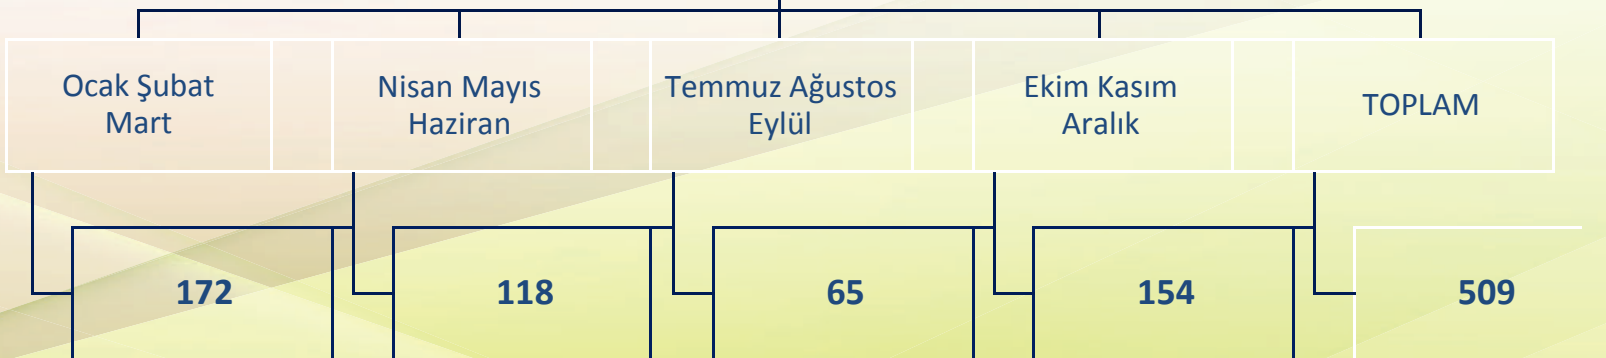 Ocak Şubat
Mart
Nisan Mayıs
Haziran
Temmuz Ağustos
Eylül
Ekim Kasım
Aralık
TOPLAM
172
118
65
154
509